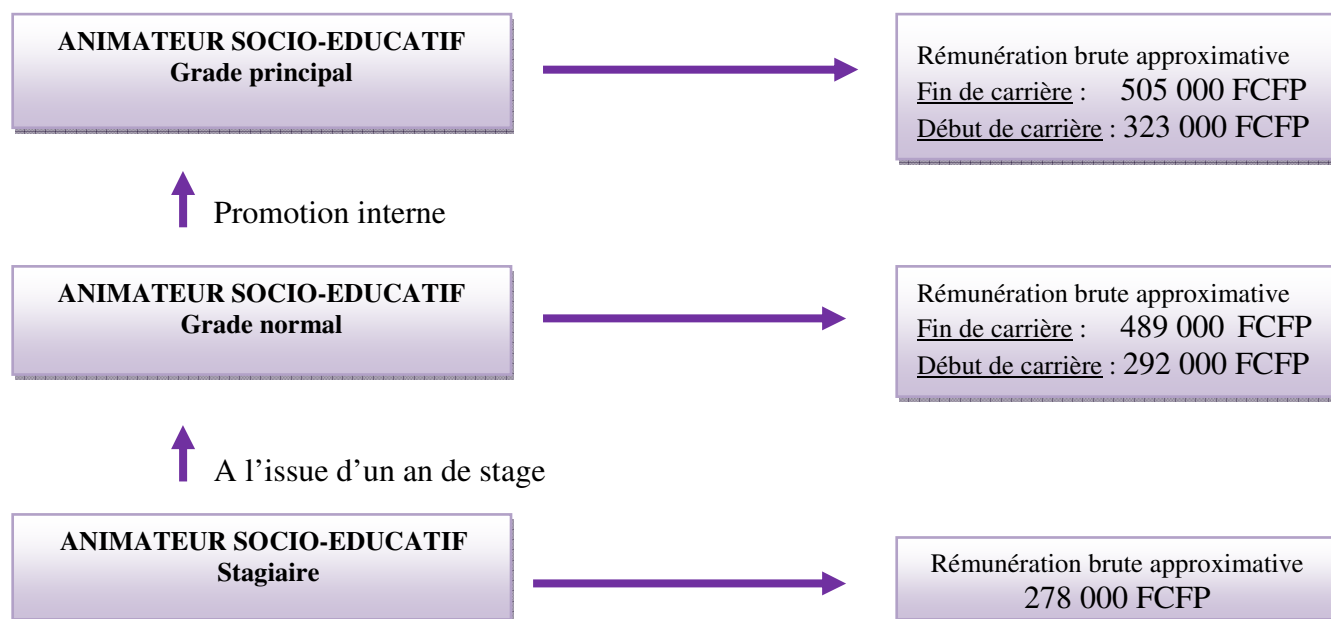 ANIMATEUR SOCIO-EDUCATIF
Grade principal
Rémunération brute approximative
Fin de carrière : 505 000 FCFP
Début de carrière : 323 000 FCFP
Promotion interne
ANIMATEUR SOCIO-EDUCATIF
Grade normal
Rémunération brute approximative
Fin de carrière : 489 000 FCFP
Début de carrière : 292 000 FCFP
A l’issue d’un an de stage
ANIMATEUR SOCIO-EDUCATIF
Stagiaire
Rémunération brute approximative
278 000 FCFP